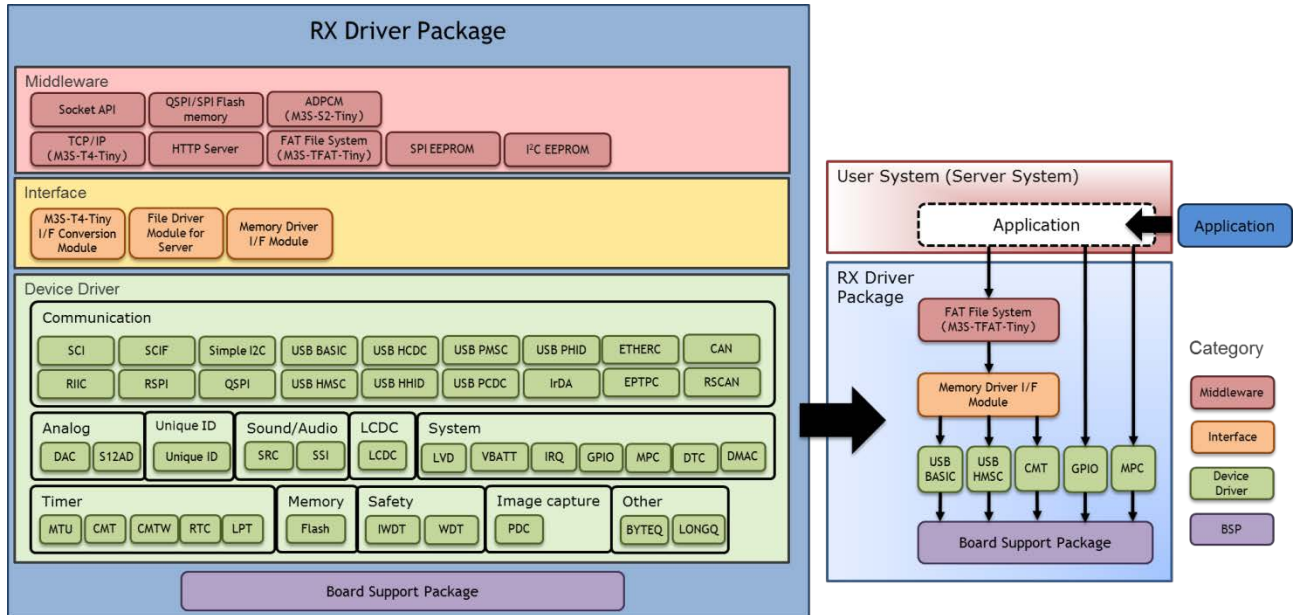 RX Driver Package
Middleware
Socket API
QSPI/SPI Flash
memory
ADPCM
(M3S-S2-Tiny)
TCP/IP
(M3S-T4-Tiny)
HTTP Server
FAT File System
(M3S-TFAT-Tiny)
SPI EEPROM
I²C EEPROM
Interface
M3S-T4-Tiny
I/F Conversion
Module
File Driver
Module for
Server
Memory Driver
I/F Module
Device Driver
Communication
SCI
SCIF
Simple I2C
USB BASIC
USB HCDC
USB PMSC
USB PHID
ETHERC
CAN
RIIC
RSPI
QSPI
USB HMSC
USB HHID
USB PCDC
IrDA
EPTPC
RSCAN
Analog
DAC
S12AD
Unique ID
Unique ID
Sound/Audio
SRC
SSI
LCDC
LCDC
System
LVD
VBATT
IRQ
GPIO
MPC
DTC
DMAC
Timer
MTU
CMT
CMTW
RTC
LPT
Memory
Flash
Safety
IWDT
WDT
Image capture
PDC
Other
BYTEQ
LONGQ
Board Support Package
User System (Server System)
Application
Application
RX Driver
Package
FAT File System
(M3S-TFAT-Tiny)
Memory Driver I/F
Module
USB
BASIC
USB
HMSC
CMT
GPIO
MPC
Board Support Package
Category
Middleware
Interface
Device
Driver
BSP